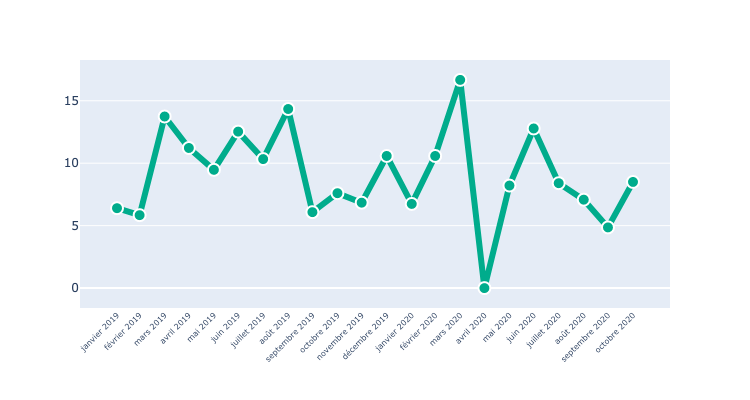 15
10
5
0
janvier 2019
février 2019
mars 2019
avril 2019
mai 2019
juin 2019
juillet 2019
août 2019
septembre 2019
octobre 2019
novembre 2019
décembre 2019
janvier 2020
février 2020
mars 2020
avril 2020
mai 2020
juin 2020
juillet 2020
août 2020
septembre 2020
octobre 2020